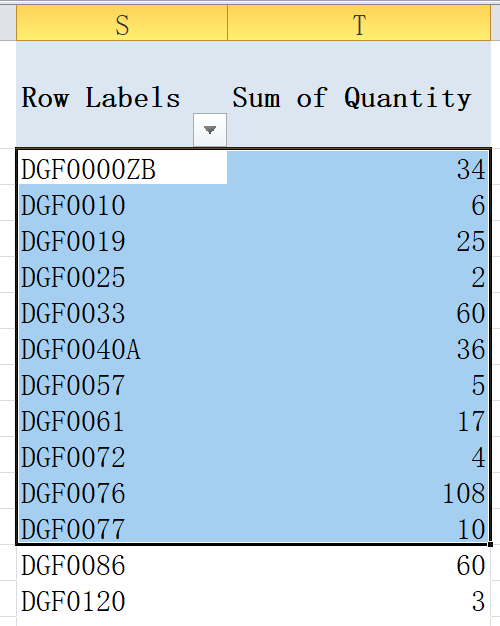 S T
Row Labels Sum of Quantity
DGF0000ZB 34
DGF0010 6
DGF0019 25
DGF0025 2
DGF0033 60
DGF0040A 36
DGF0057 5
DGF0061 17
DGF0072 4
DGF0076 108
DGF0077 10
DGF0086 60
DGF0120 3